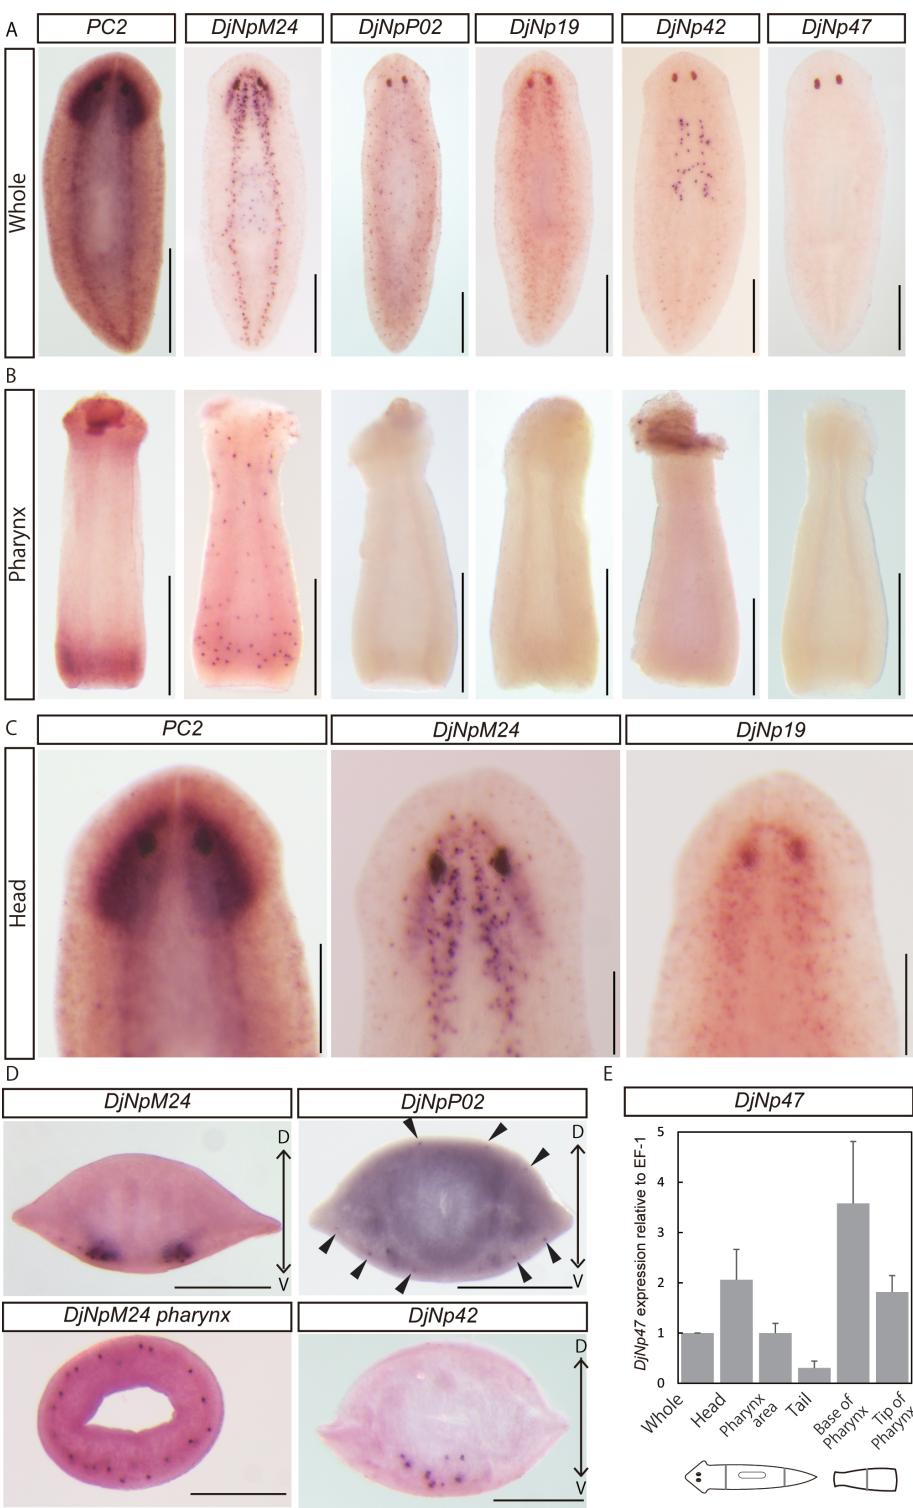 A
PC2 DjNpM24 DjNpP02 DjNp19 DjNp42 DjNp47
Whole
B
Pharynx
C
PC2 DjNpM24 DjNp19
Head
D
DjNpM24 DjNpP02
D
V
D
V
DjNpM24 pharynx DjNp42
D
V
E
DjNp47
DjNp47 expression relative to EF-1
5
4
3
2
1
0
Whole
Head
Pharynx
area
Tail
Base of
Pharynx
Tip of
Pharynx